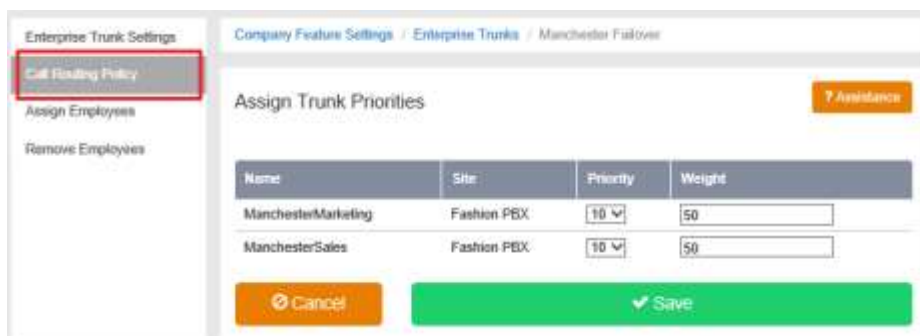 Enterprise Trunk Settings
Call Routing Policy
Assign Employees
Remove Employees
Company Feature Settings / Enterprise Trunks / Manchester Failover
Assign Trunk Priorities
? Assistance
Name Site Priority Weight
ManchesterMarketing Fashion PBX 10 50
ManchesterSales Fashion PBX 10 50
Cancel
Save